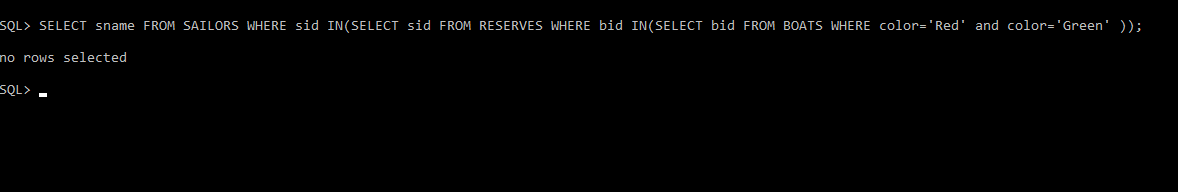 SQL> SELECT sname FROM SAILORS WHERE sid IN(SELECT sid FROM RESERVES WHERE bid IN(SELECT bid FROM BOATS WHERE color='Red' and color='Green' ));
no rows selected
SQL>